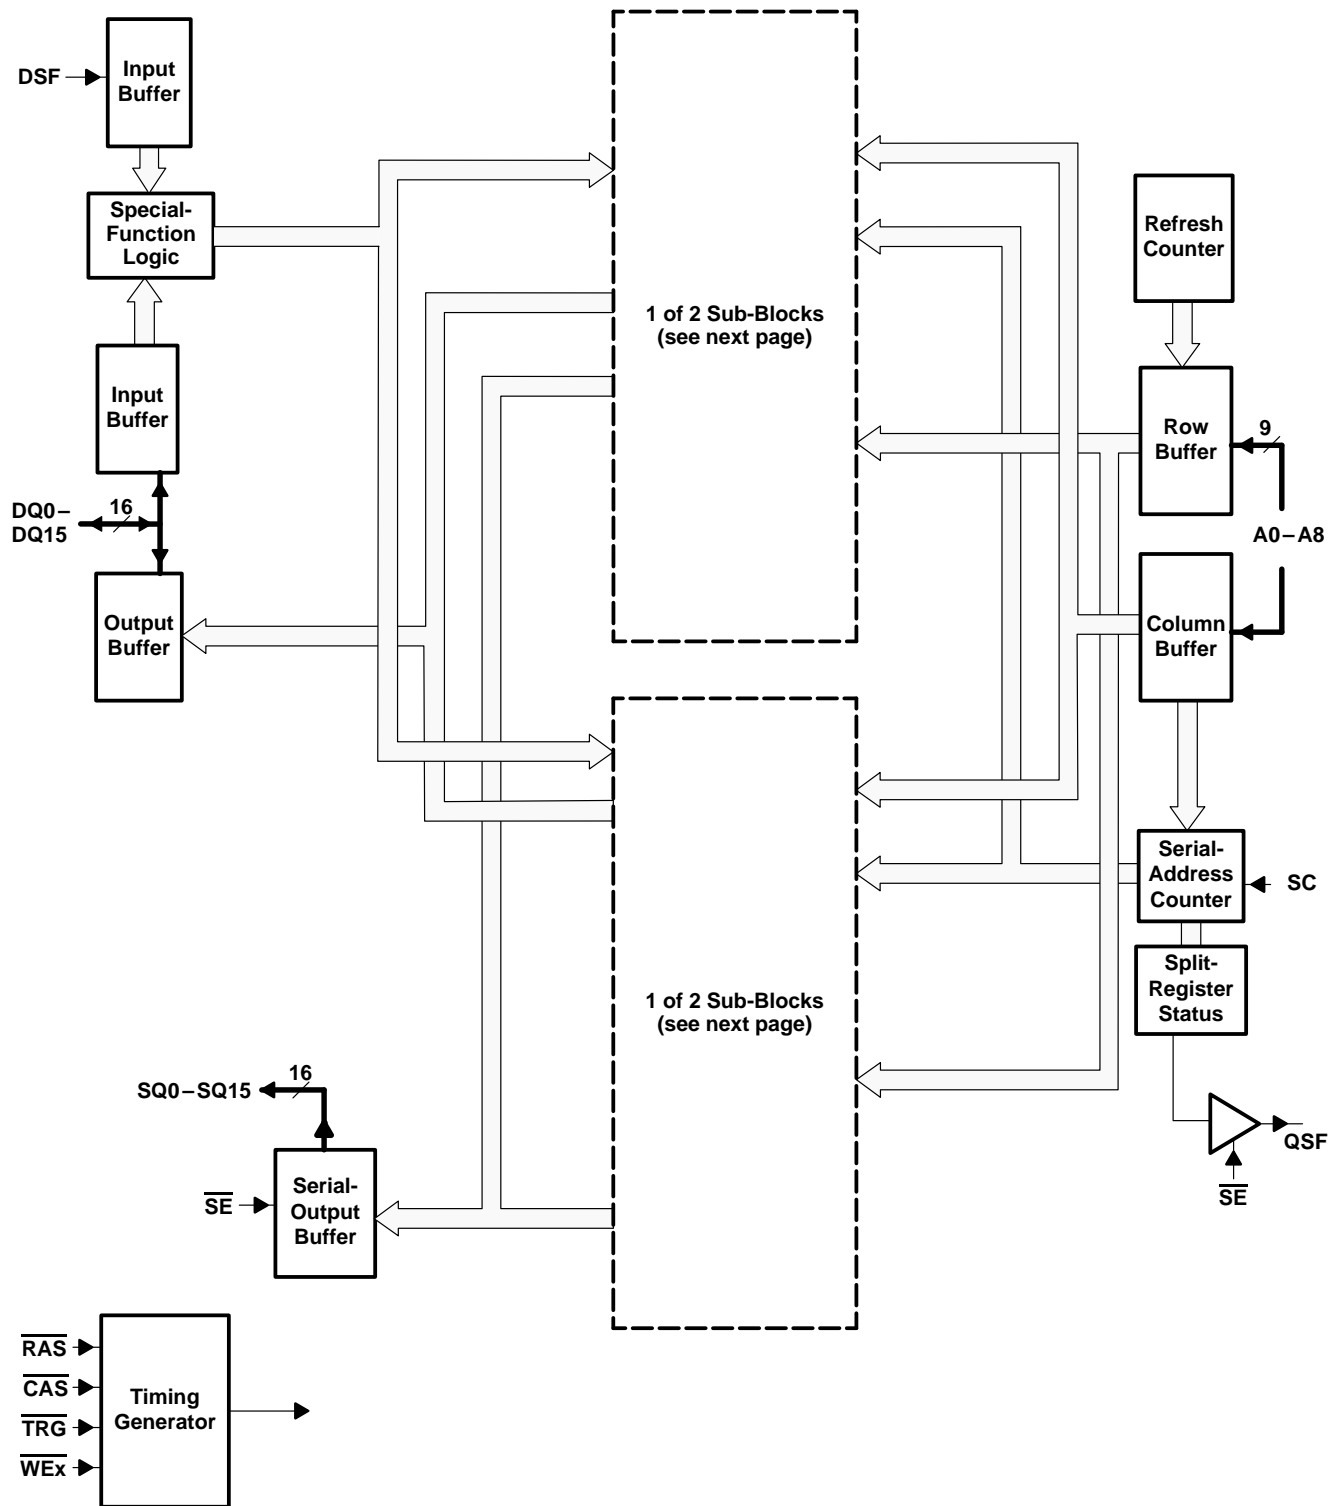 DSF
Input
Buffer
Special-
Function
Logic
Input
Buffer
DQ0–
DQ15
16
Output
Buffer
1 of 2 Sub-Blocks
(see next page)
Refresh
Counter
Row
Buffer
9
A0–A8
Column
Buffer
Serial-
Address
Counter
SC
Split-
Register
Status
QSF
SE
1 of 2 Sub-Blocks
(see next page)
SQ0–SQ15
16
SE
Serial-
Output
Buffer
RAS
CAS
TRG
WEx
Timing
Generator